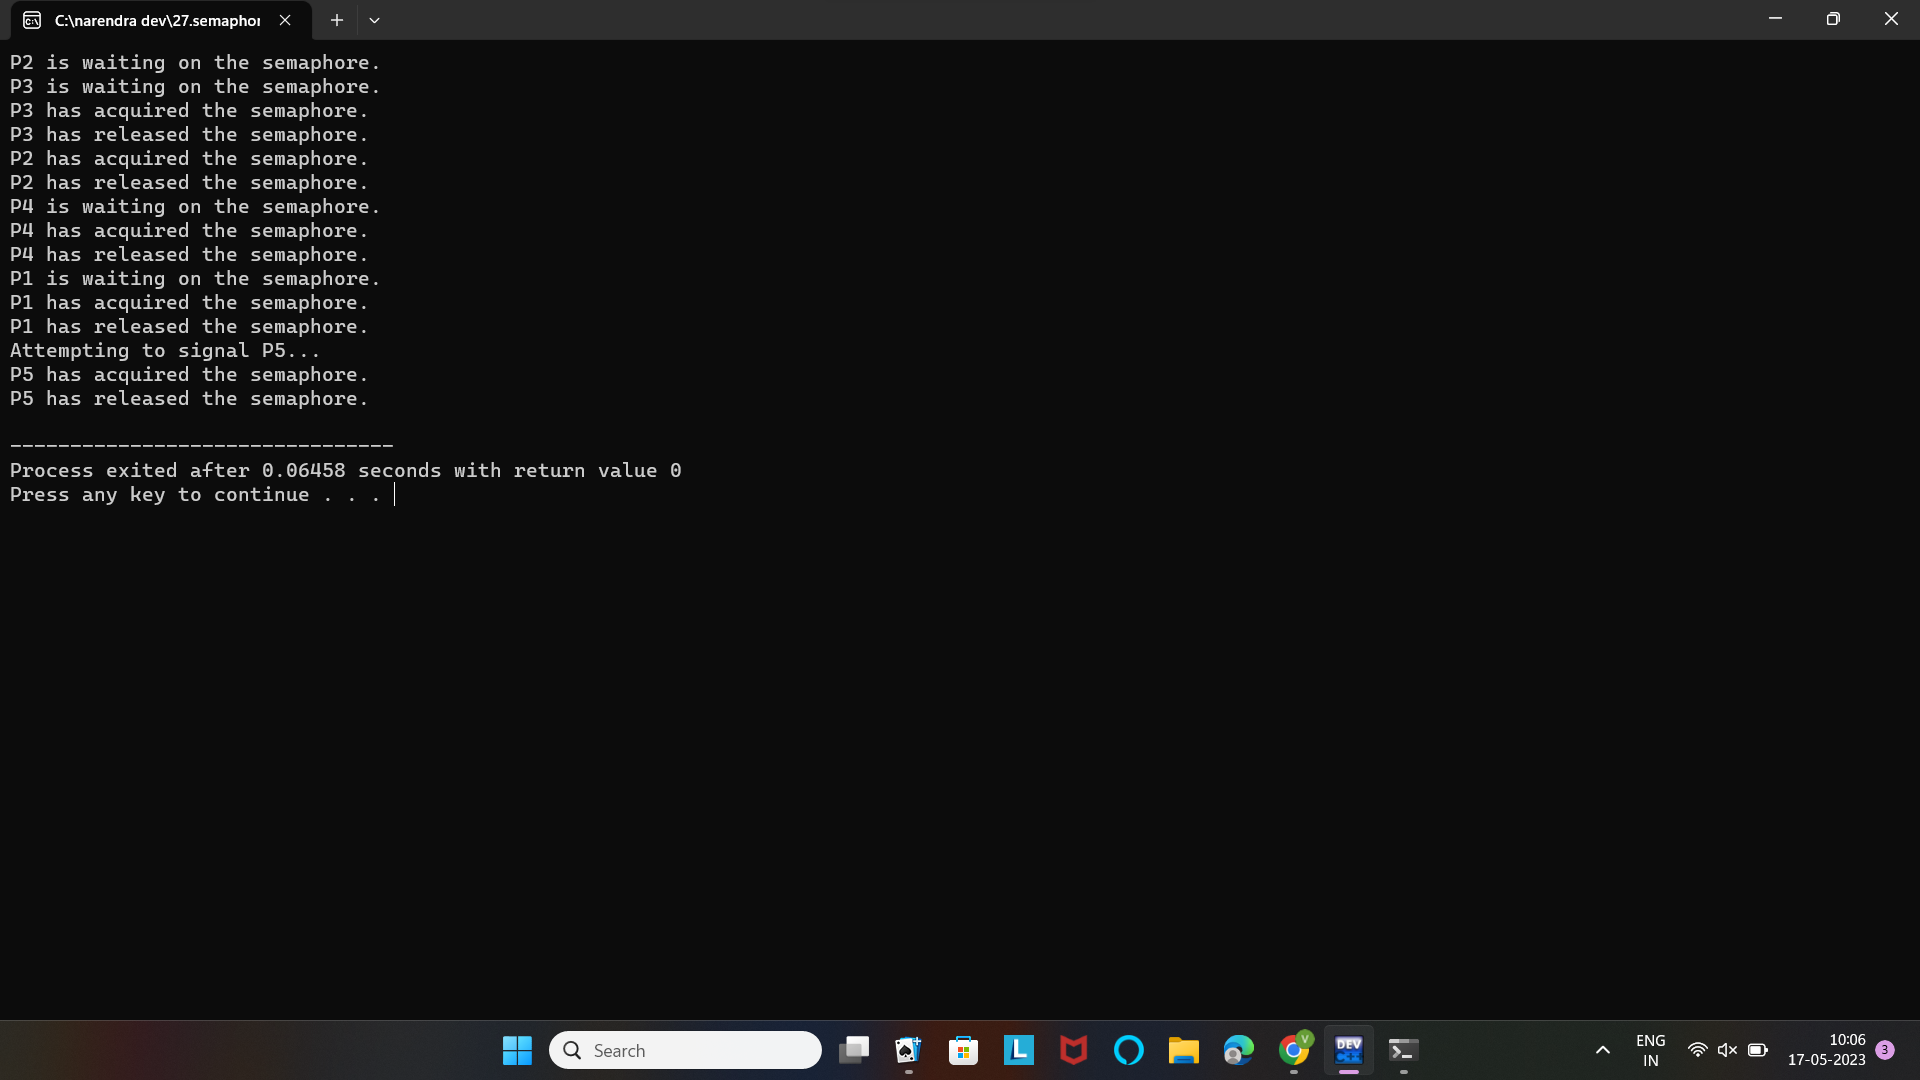 C:\narendra dev\27.semaphor
P2 is waiting on the semaphore.
P3 is waiting on the semaphore.
P3 has acquired the semaphore.
P3 has released the semaphore.
P2 has acquired the semaphore.
P2 has released the semaphore.
P4 is waiting on the semaphore.
P4 has acquired the semaphore.
P4 has released the semaphore.
P1 is waiting on the semaphore.
P1 has acquired the semaphore.
P1 has released the semaphore.
Attempting to signal P5...
P5 has acquired the semaphore.
P5 has released the semaphore.
--------------------------------
Process exited after 0.06458 seconds with return value 0
Press any key to continue . . .
Search
L
V
DEV
C++
ENG
IN
10:06
17-05-2023
3